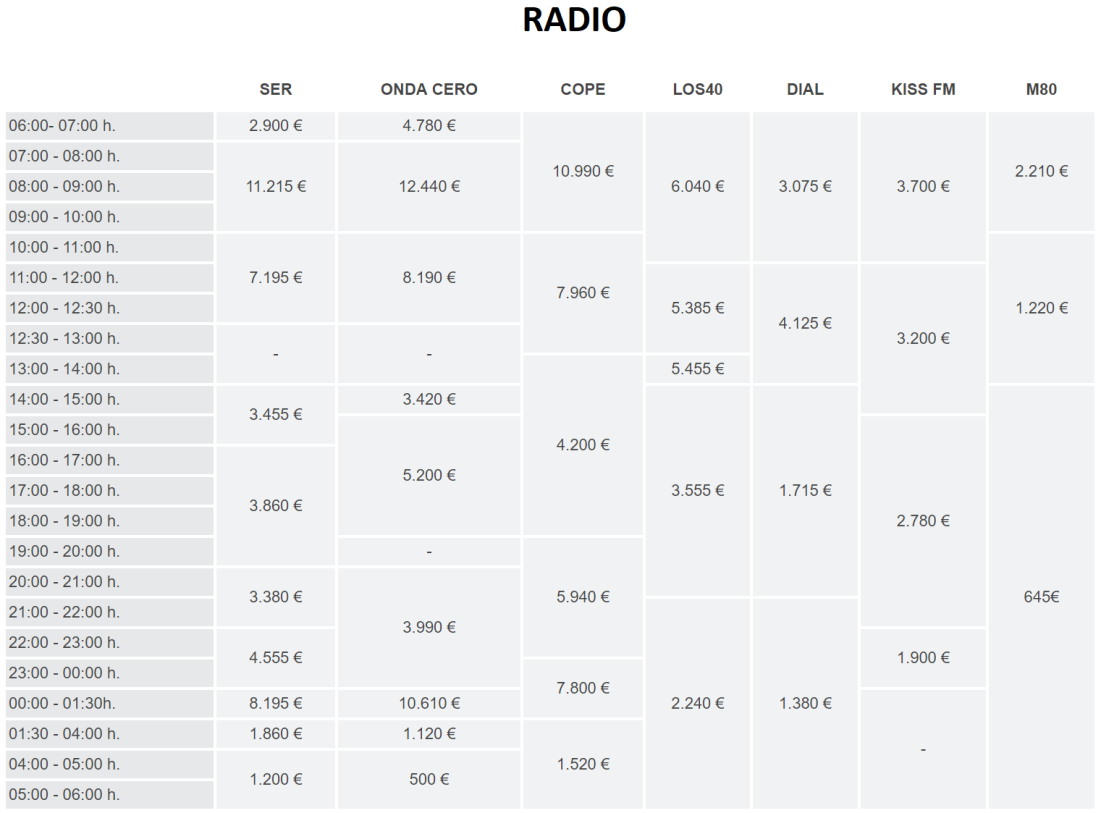 RADIO
SER ONDA CERO COPE LOS40 DIAL KISS FM M80
06:00- 07:00 h. 2.900 € 4.780 €
07:00 - 08:00 h.
10.990 € 2.210 €
08:00 - 09:00 h. 11.215 € 12.440 € 6.040 € 3.075 € 3.700 €
09:00 - 10:00 h.
10:00 - 11:00 h.
11:00 - 12:00 h. 7.195 € 8.190 €
7.960 €
12:00 - 12:30 h. 5.385 € 1.220 €
4.125 €
12:30 - 13:00 h. 3.200 €
- -
13:00 - 14:00 h. 5.455 €
14:00 - 15:00 h. 3.420 €
3.455 €
15:00 - 16:00 h.
4.200 €
16:00 - 17:00 h.
5.200 €
17:00 - 18:00 h. 3.555 € 1.715 €
3.860 €
18:00 - 19:00 h. 2.780 €
19:00 - 20:00 h. -
20:00 - 21:00 h.
3.380 € 5.940 € 645€
21:00 - 22:00 h.
3.990 €
22:00 - 23:00 h.
4.555 € 1.900 €
23:00 - 00:00 h.
7.800 €
00:00 - 01:30h. 8.195 € 10.610 € 2.240 € 1.380 €
01:30 - 04:00 h. 1.860 € 1.120 €
-
04:00 - 05:00 h. 1.520 €
1.200 € 500 €
05:00 - 06:00 h.